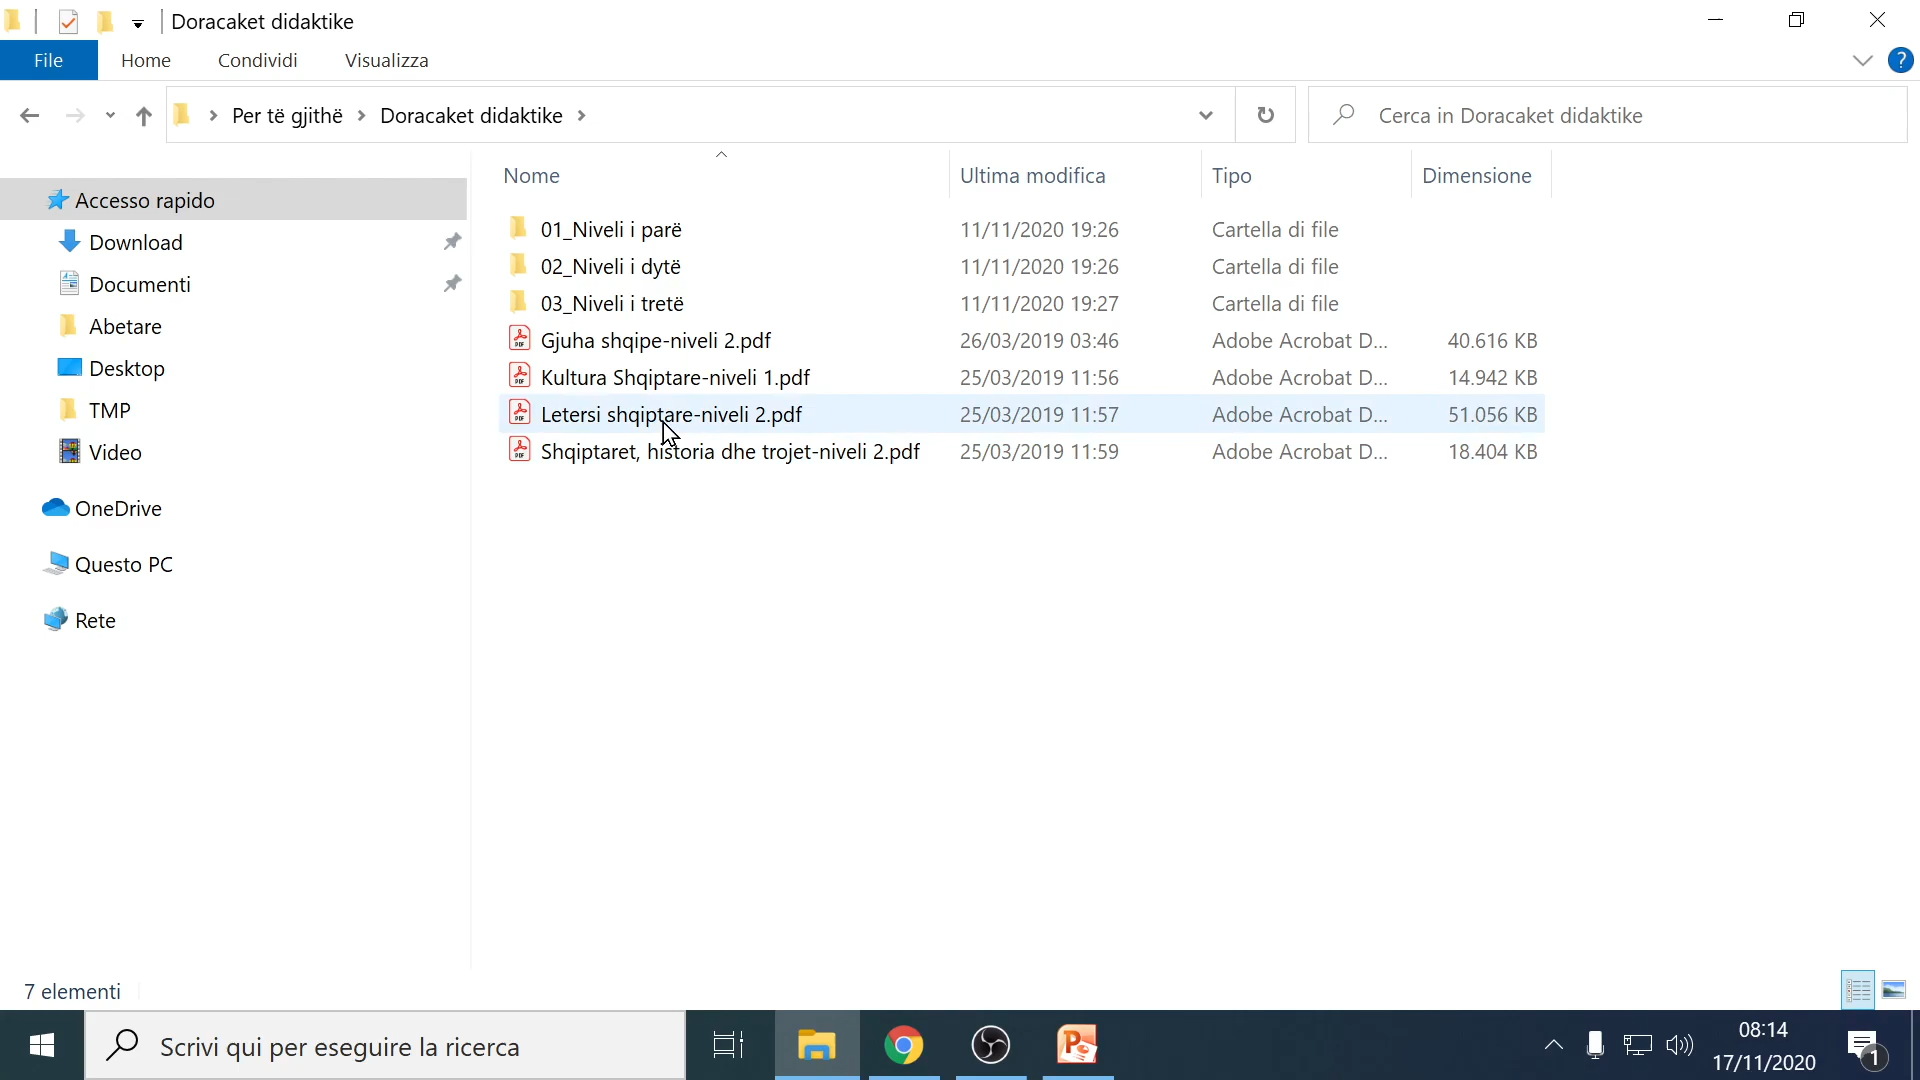 Doracaket didaktike
File Home Condividi Visualizza
Per të gjithë Doracaket didaktike
Cerca in Doracaket didaktike
Nome Ultima modifica Tipo Dimensione
Accesso rapido
Download
Documenti
Abetare
Desktop
TMP
Video
OneDrive
Questo PC
Rete
01_Niveli i parë 11/11/2020 19:26 Cartella di file
02_Niveli i dytë 11/11/2020 19:26 Cartella di file
03_Niveli i tretë 11/11/2020 19:27 Cartella di file
Gjuha shqipe-niveli 2.pdf 26/03/2019 03:46 Adobe Acrobat D... 40.616 KB
Kultura Shqiptare-niveli 1.pdf 25/03/2019 11:56 Adobe Acrobat D... 14.942 KB
Letersi shqiptare-niveli 2.pdf 25/03/2019 11:57 Adobe Acrobat D... 51.056 KB
Shqiptaret, historia dhe trojet-niveli 2.pdf 25/03/2019 11:59 Adobe Acrobat D... 18.404 KB
7 elementi
Scrivi qui per eseguire la ricerca
08:14
17/11/2020
1